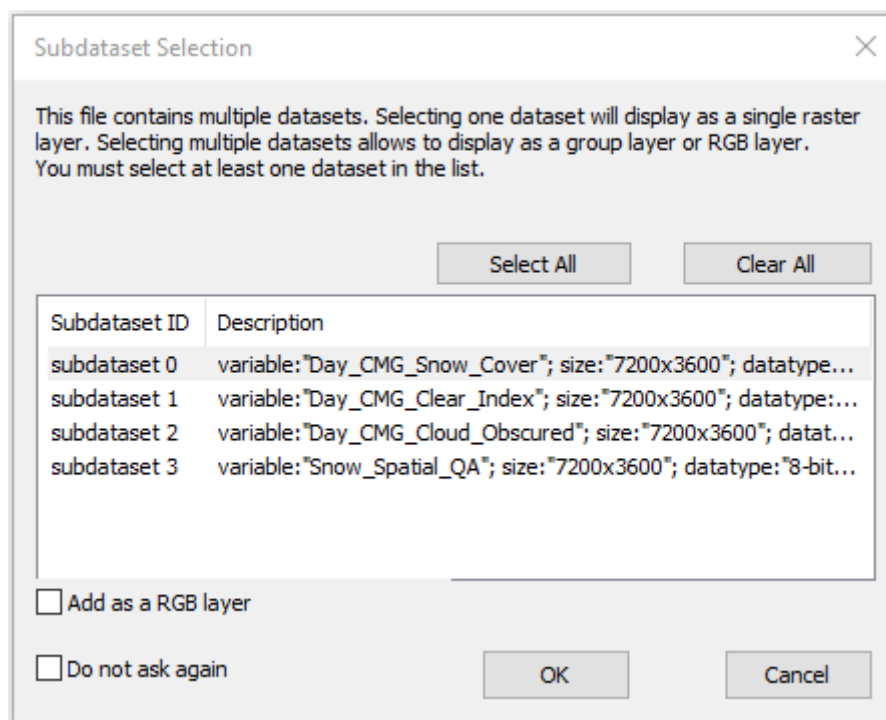 Subdataset Selection
This file contains multiple datasets. Selecting one dataset will display as a single raster
layer. Selecting multiple datasets allows to display as a group layer or RGB layer.
You must select at least one dataset in the list.
Select All Clear All
Subdataset ID Description
subdataset 0 variable:"Day_CMG_Snow_Cover"; size:"7200x3600"; datatype...
subdataset 1 variable:"Day_CMG_Clear_Index"; size:"7200x3600"; datatype:...
subdataset 2 variable:"Day_CMG_Cloud_Obscured"; size:"7200x3600"; datat...
subdataset 3 variable:"Snow_Spatial_QA"; size:"7200x3600"; datatype:"8-bit...
Add as a RGB layer
Do not ask again OK Cancel